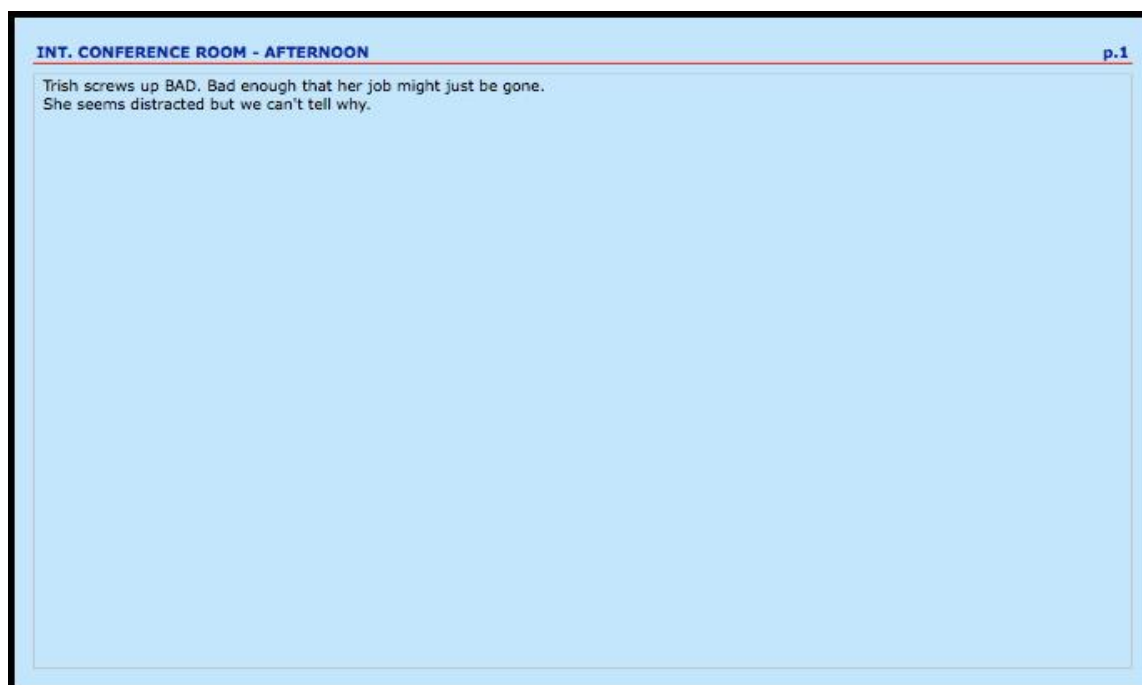 INT. CONFERENCE ROOM - AFTERNOON p.1
Trish screws up BAD. Bad enough that her job might just be gone.
She seems distracted but we can't tell why.